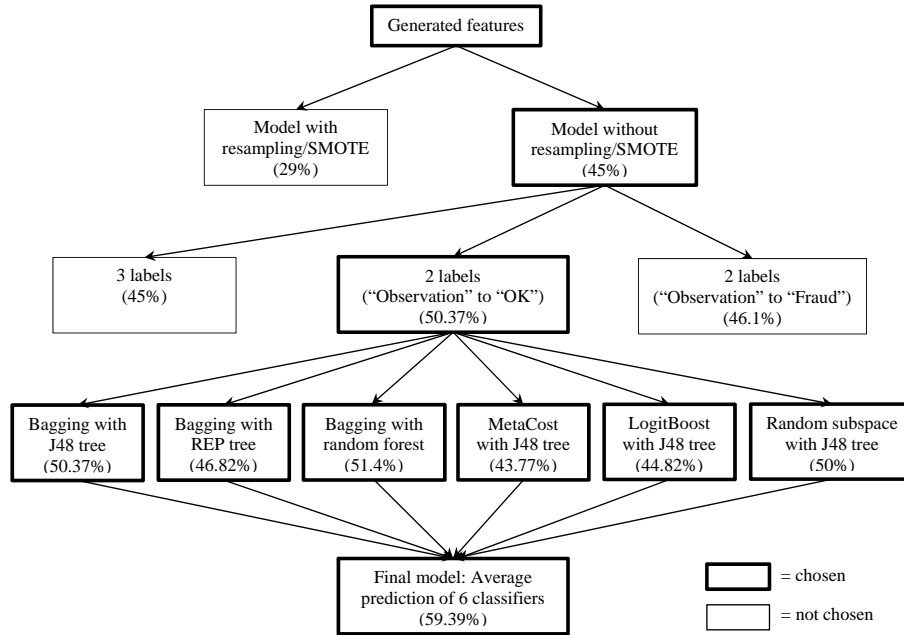 Generated features
Model with
resampling/SMOTE
(29%)
Model without
resampling/SMOTE
(45%)
3 labels
(45%)
2 labels
(“Observation” to “OK”)
(50.37%)
2 labels
(“Observation” to “Fraud”)
(46.1%)
Bagging with
J48 tree
(50.37%)
Bagging with
REP tree
(46.82%)
Bagging with
random forest
(51.4%)
MetaCost
with J48 tree
(43.77%)
LogitBoost
with J48 tree
(44.82%)
Random subspace
with J48 tree
(50%)
Final model: Average
prediction of 6 classifiers
(59.39%)
= chosen
= not chosen